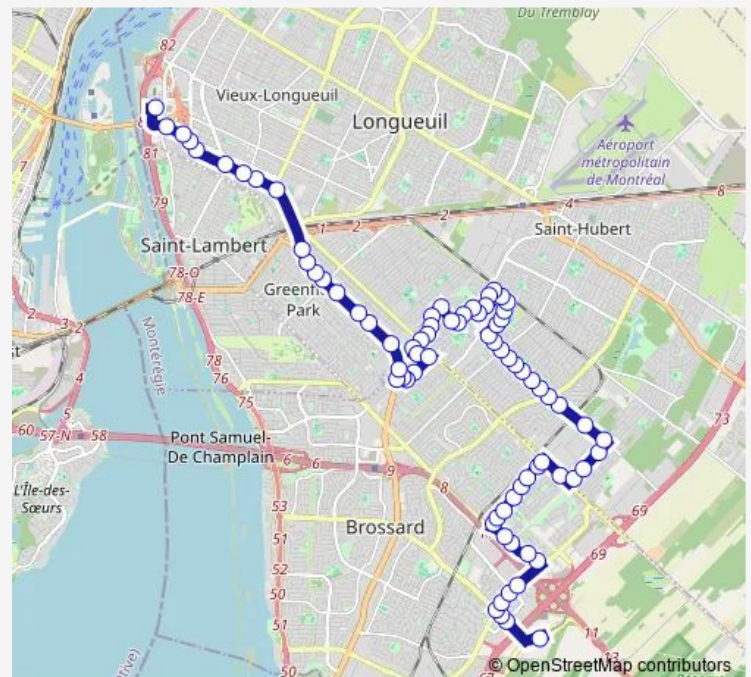 Du Tremblay
82
Vieux-Longueuil
Longueuil
81
Aéroport
métropolitain
de Montréal
7
79
1
2
2
4
8
Saint-Hubert
Saint-Lambert
78-O
78-E
Park
Montérégie
2
3
2
4
5
78
76
75
73
60
57-N
58
Pont Samuel-
De Champlain
6
6
9
8
69
L'Île-des-
Sœurs
53
Brossard
51
52
50
69
51
11
13
50
© OpenStreetMap contributors